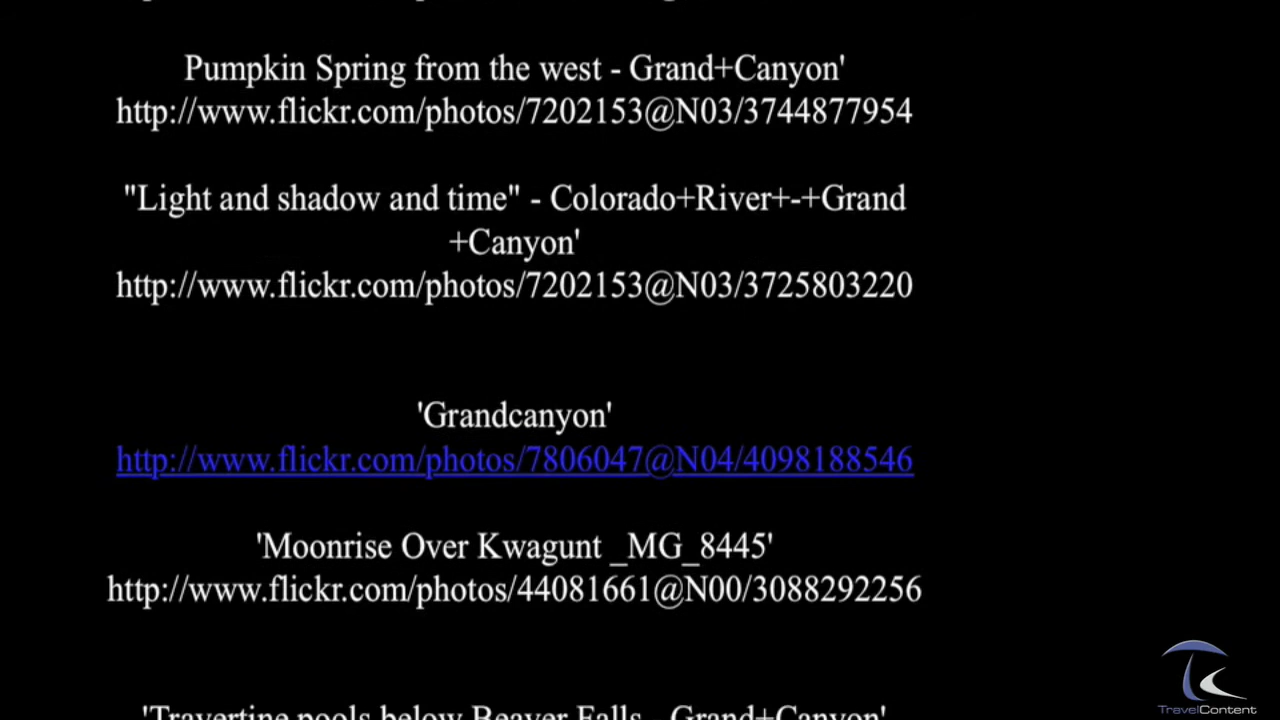 Pumpkin Spring from the west - Grand+Canyon'
http://www.flickr.com/photos/7202153@N03/3744877954
"Light and shadow and time" - Colorado+River+-+Grand
+Canyon'
http://www.flickr.com/photos/7202153@N03/3725803220
'Grandcanyon'
http://www.flickr.com/photos/7806047@N04/4098188546
'Moonrise Over Kwagunt _MG_8445'
http://www.flickr.com/photos/44081661@N00/3088292256
'Travertine pools below Beaver Falls - Grand+Canyon'
TravelContent